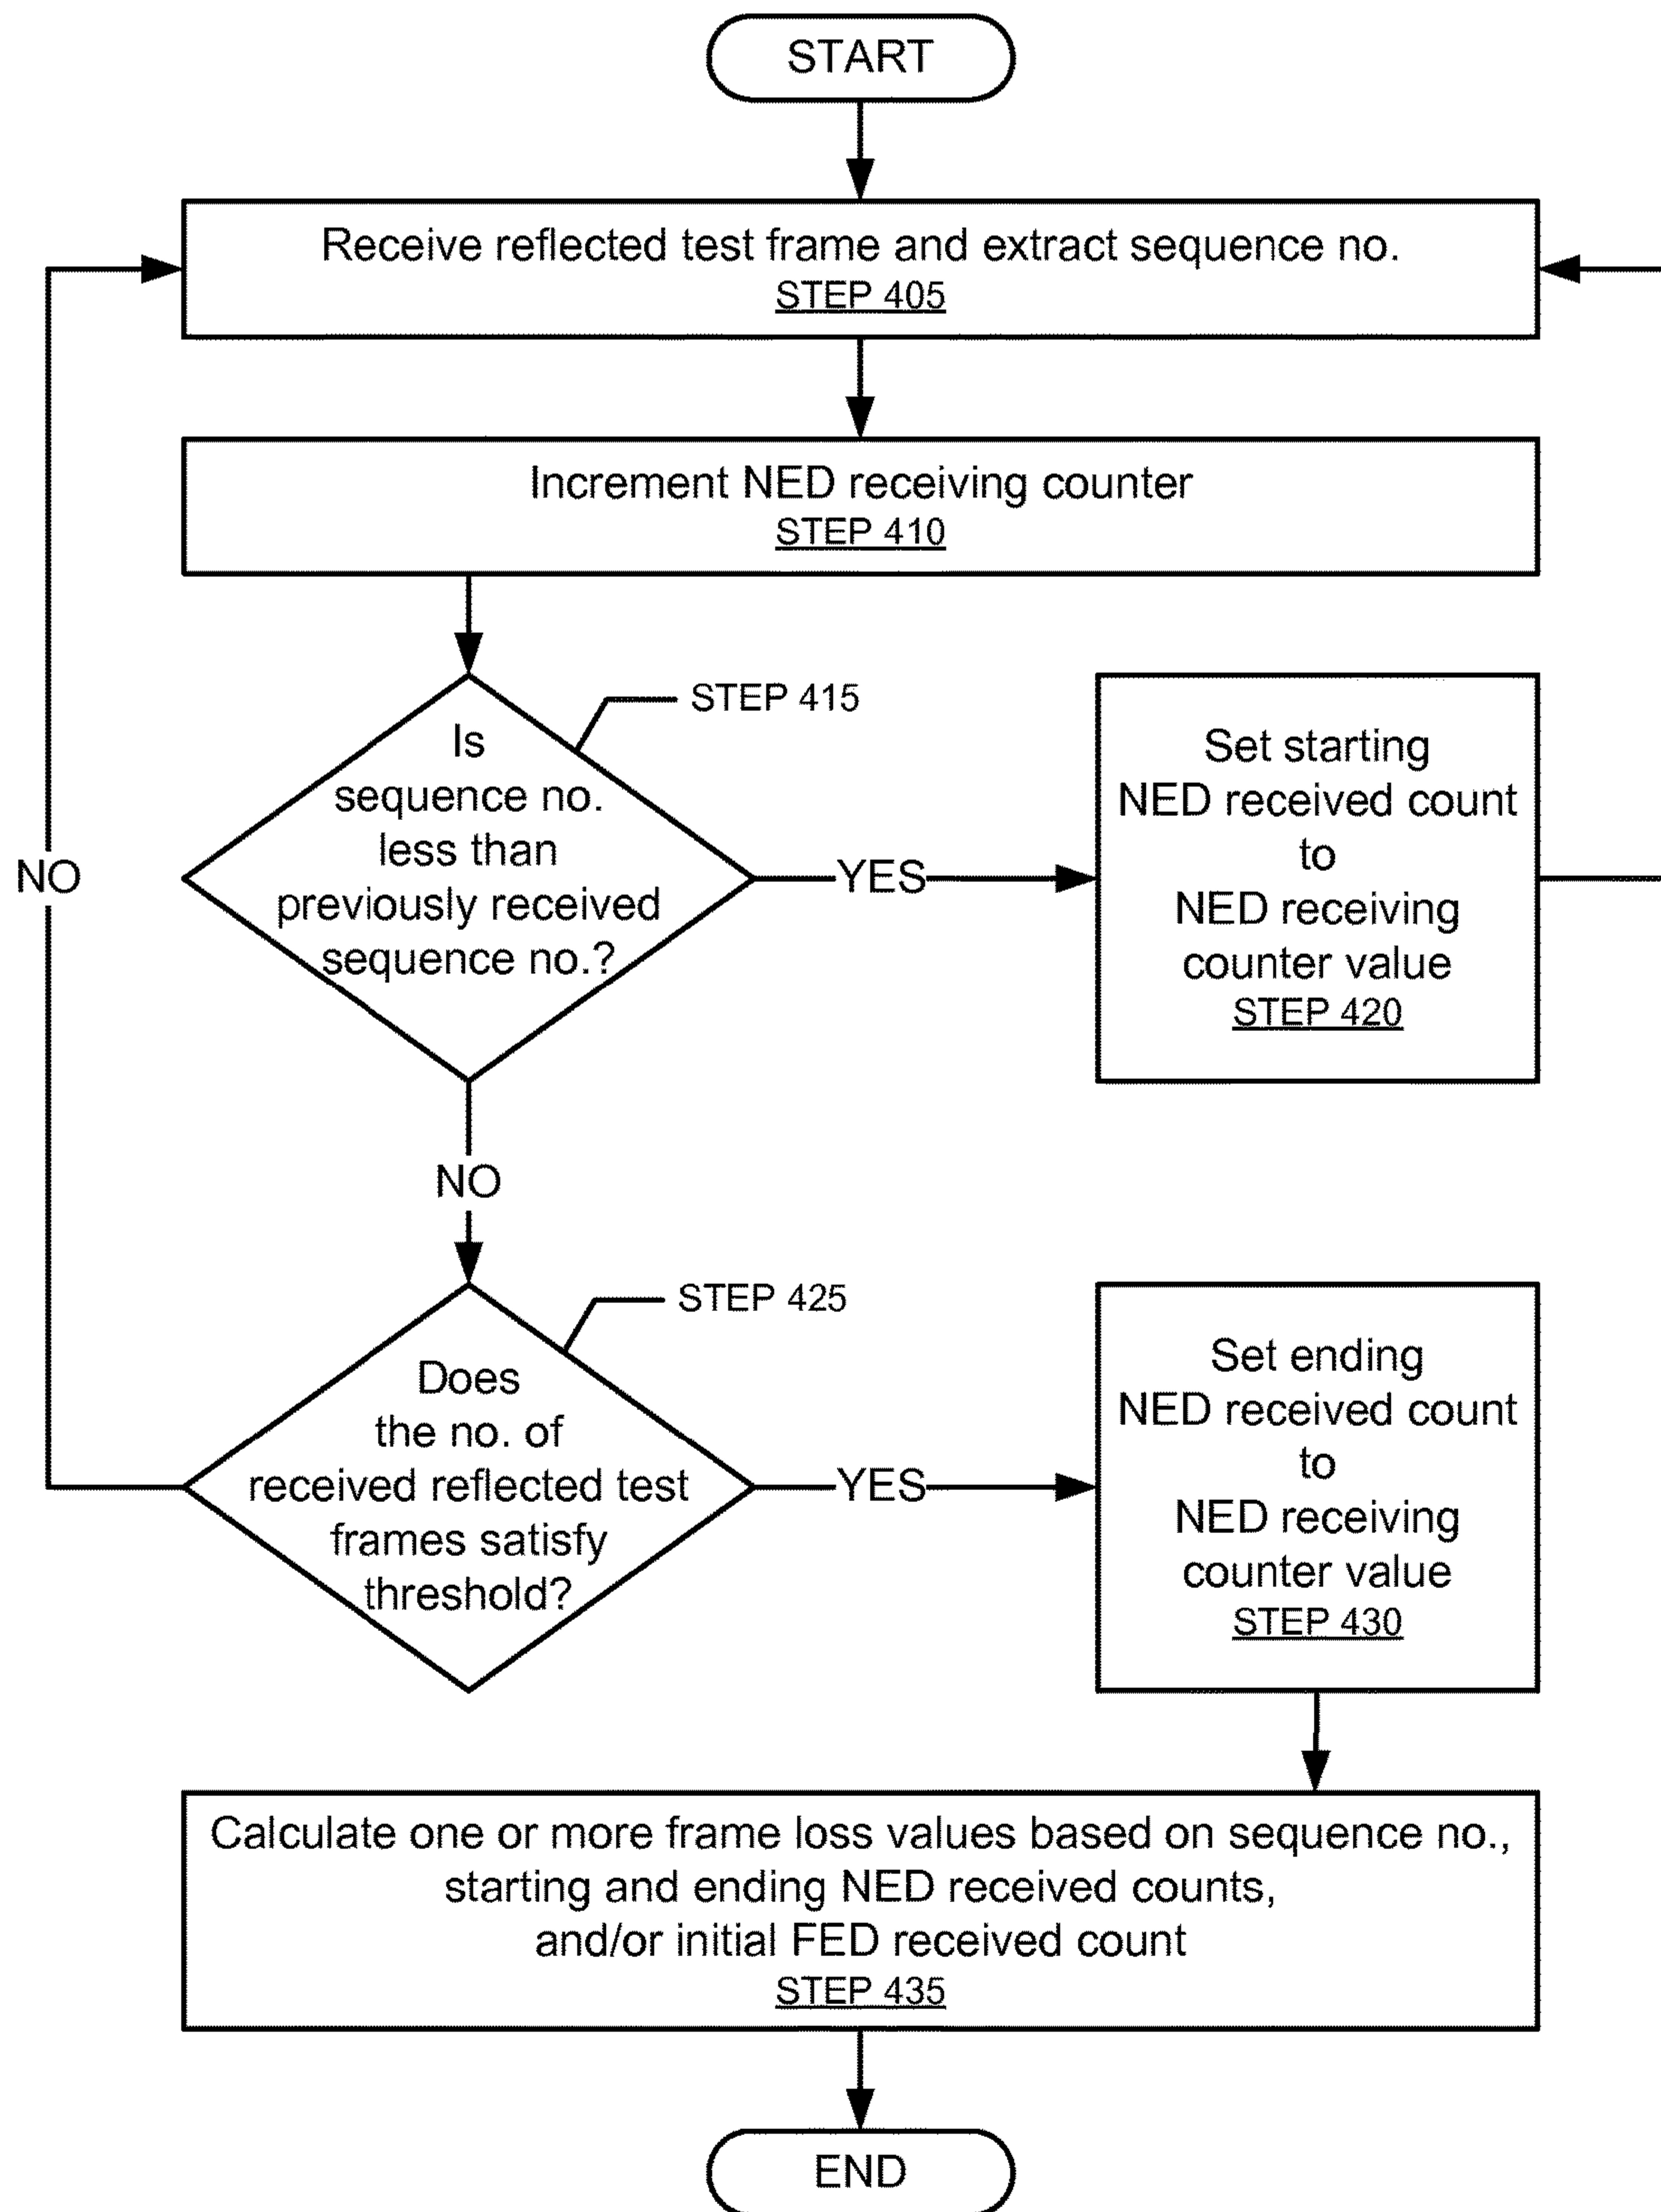 START
Receive reflected test frame and extract sequence no.
STEP 405
Increment NED receiving counter
STEP 410
STEP 415
Is
sequence no.
less than
previously received
sequence no.?
YES
Set starting
NED received count
to
NED receiving
counter value
STEP 420
NO
NO
STEP 425
Does
the no. of
received reflected test
frames satisfy
threshold?
YES
Set ending
NED received count
to
NED receiving
counter value
STEP 430
Calculate one or more frame loss values based on sequence no.,
starting and ending NED received counts,
and/or initial FED received count
STEP 435
END